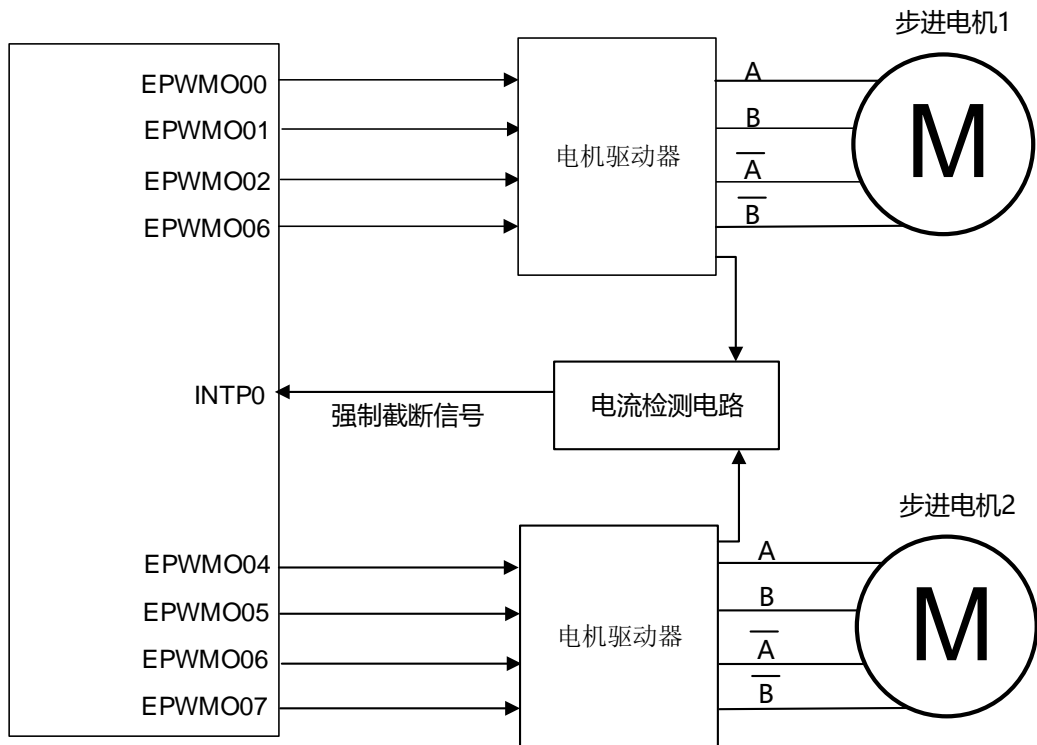 步进电机1
EPWMO00
EPWMO01
EPWMO02
EPWMO06
电机驱动器
A
B
A̅
B̅
M
INTP0
强制截断信号
电流检测电路
步进电机2
EPWMO04
EPWMO05
EPWMO06
EPWMO07
电机驱动器
A
B
A̅
B̅
M